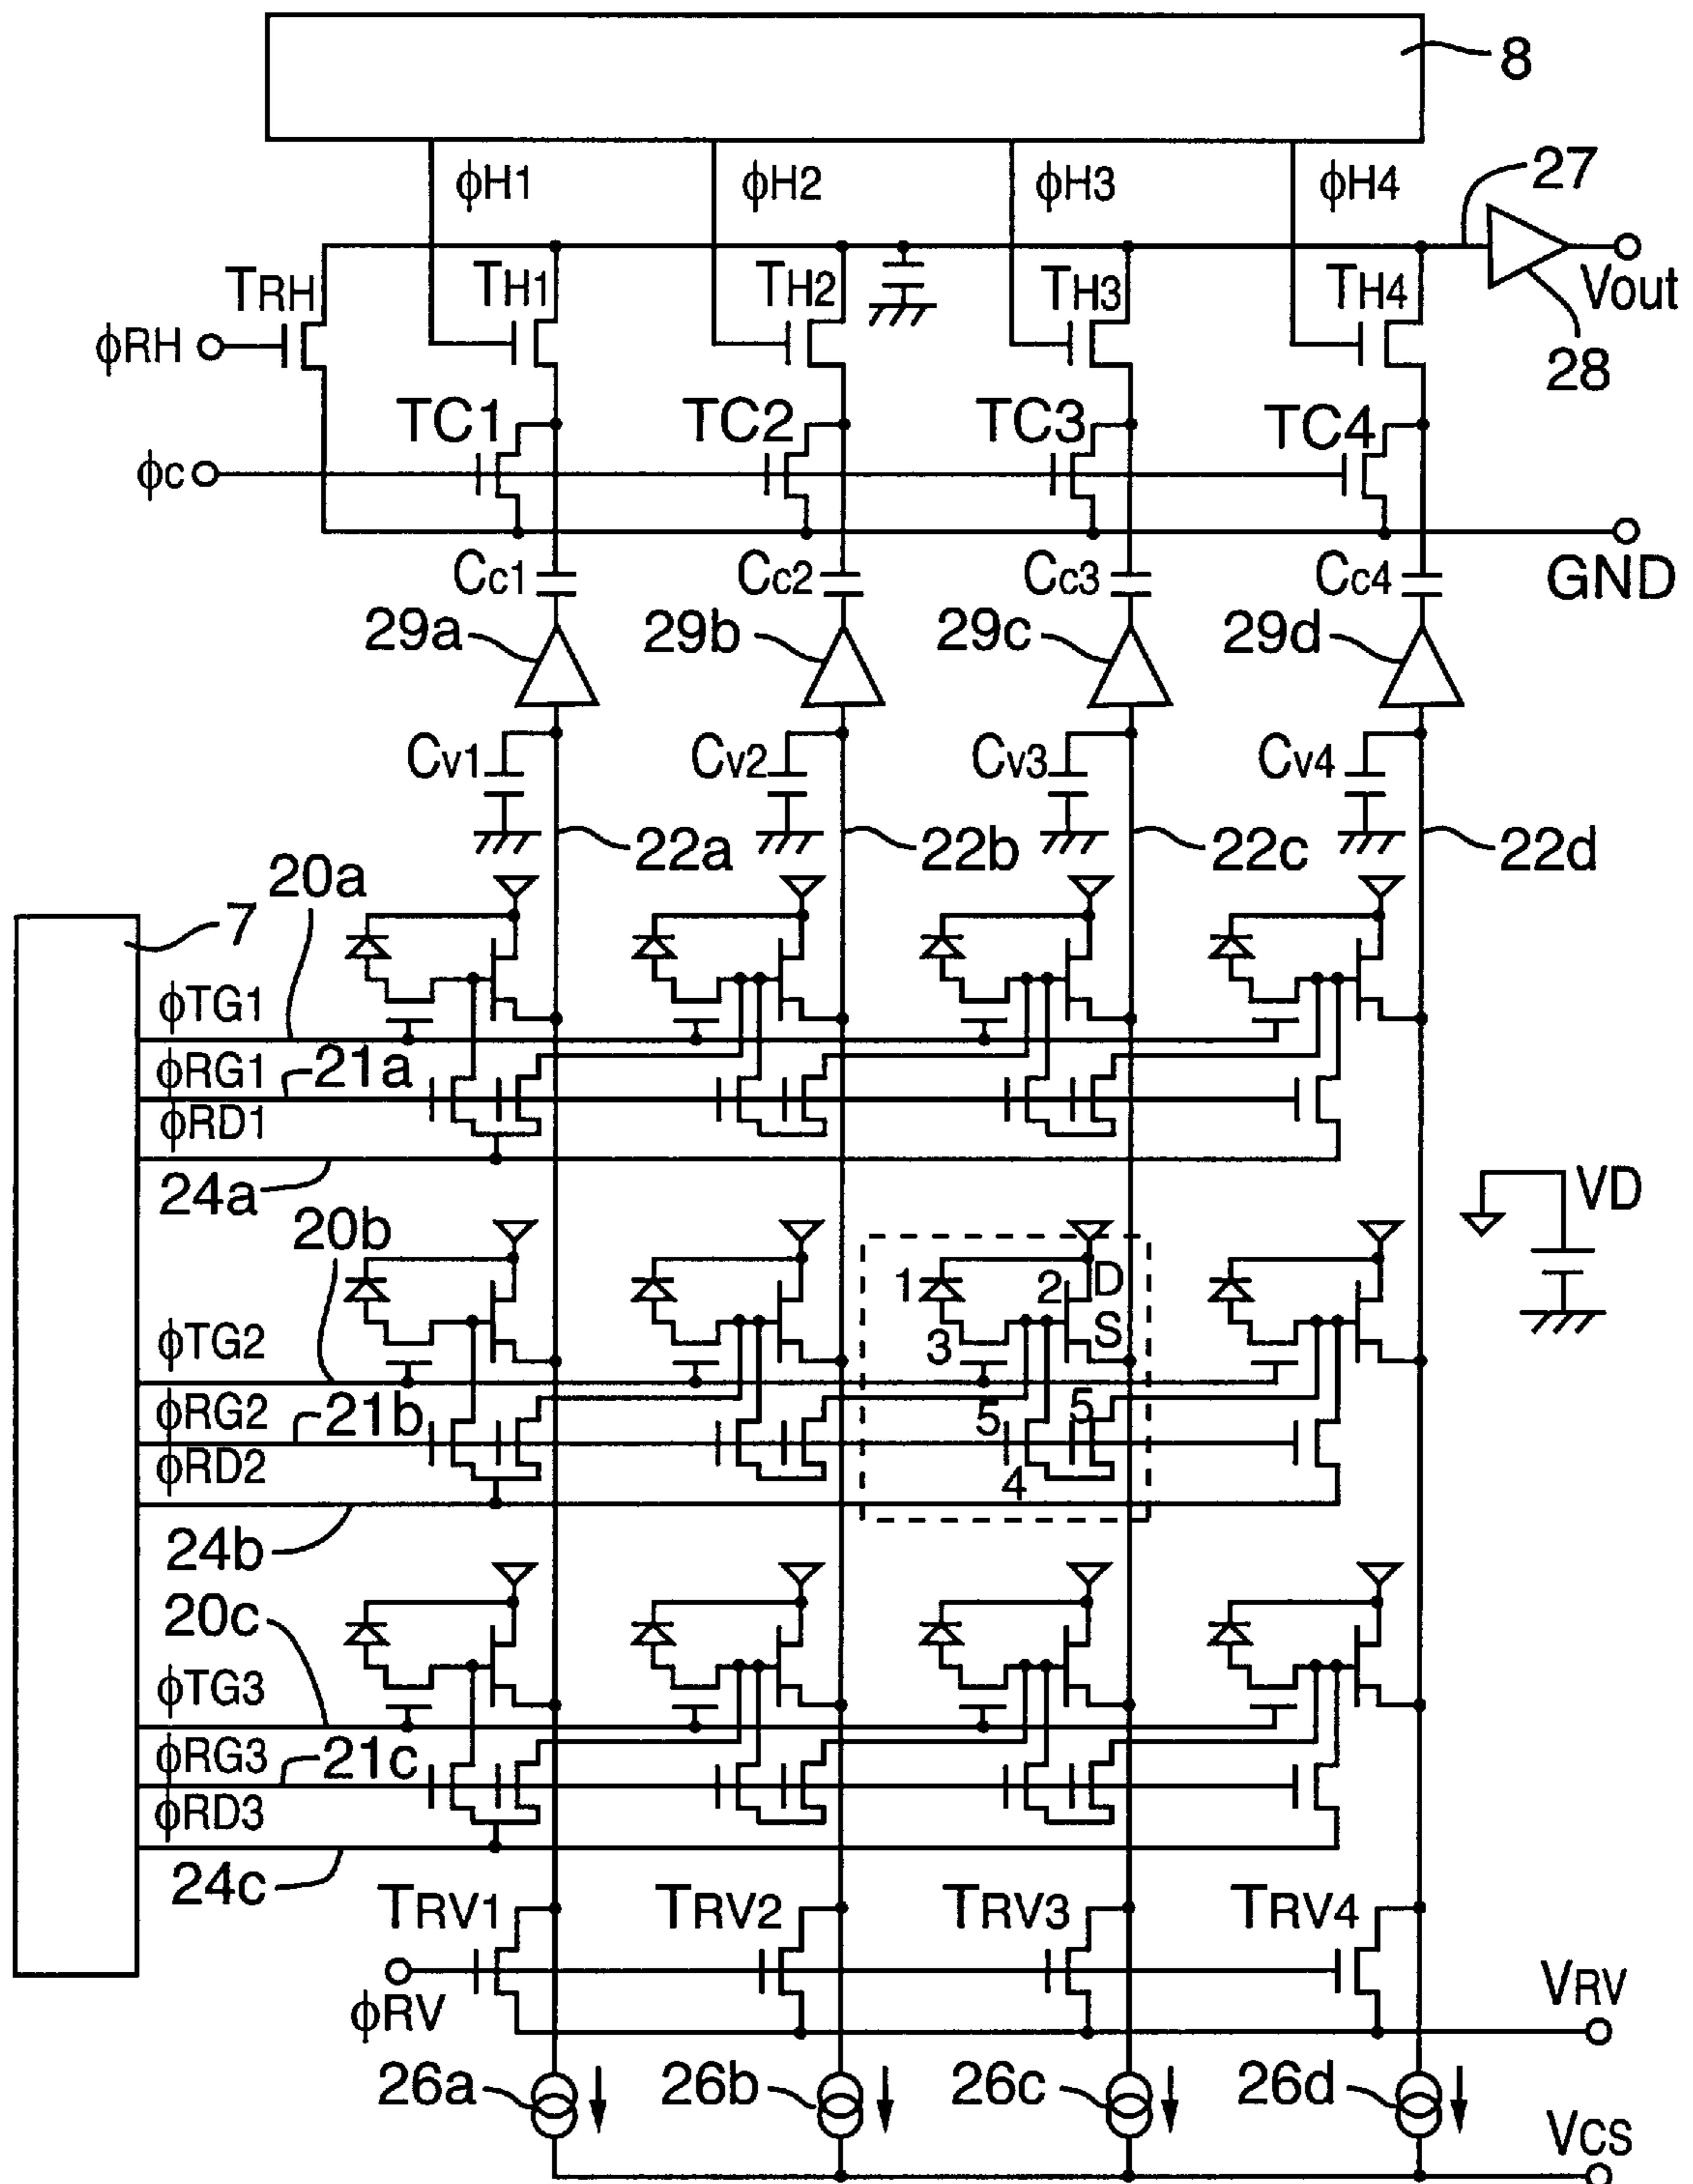 8
ϕH1 ϕH2 ϕH3 ϕH4 27
TRH TH1 TH2 TH3 TH4 Vout
ϕRH 28
TC1 TC2 TC3 TC4
ϕc
Cc1 Cc2 Cc3 Cc4 GND
29a 29b 29c 29d
Cv1 Cv2 Cv3 Cv4
22a 22b 22c 22d
20a
7
ϕTG1
ϕRG1 21a
ϕRD1
24a VD
20b
1 2 D
ϕTG2 3 S
ϕRG2 21b 5 5
ϕRD2 4
24b
20c
ϕTG3
ϕRG3 21c
ϕRD3
24c
TRV1 TRV2 TRV3 TRV4
ϕRV VRV
26a 26b 26c 26d
VCS